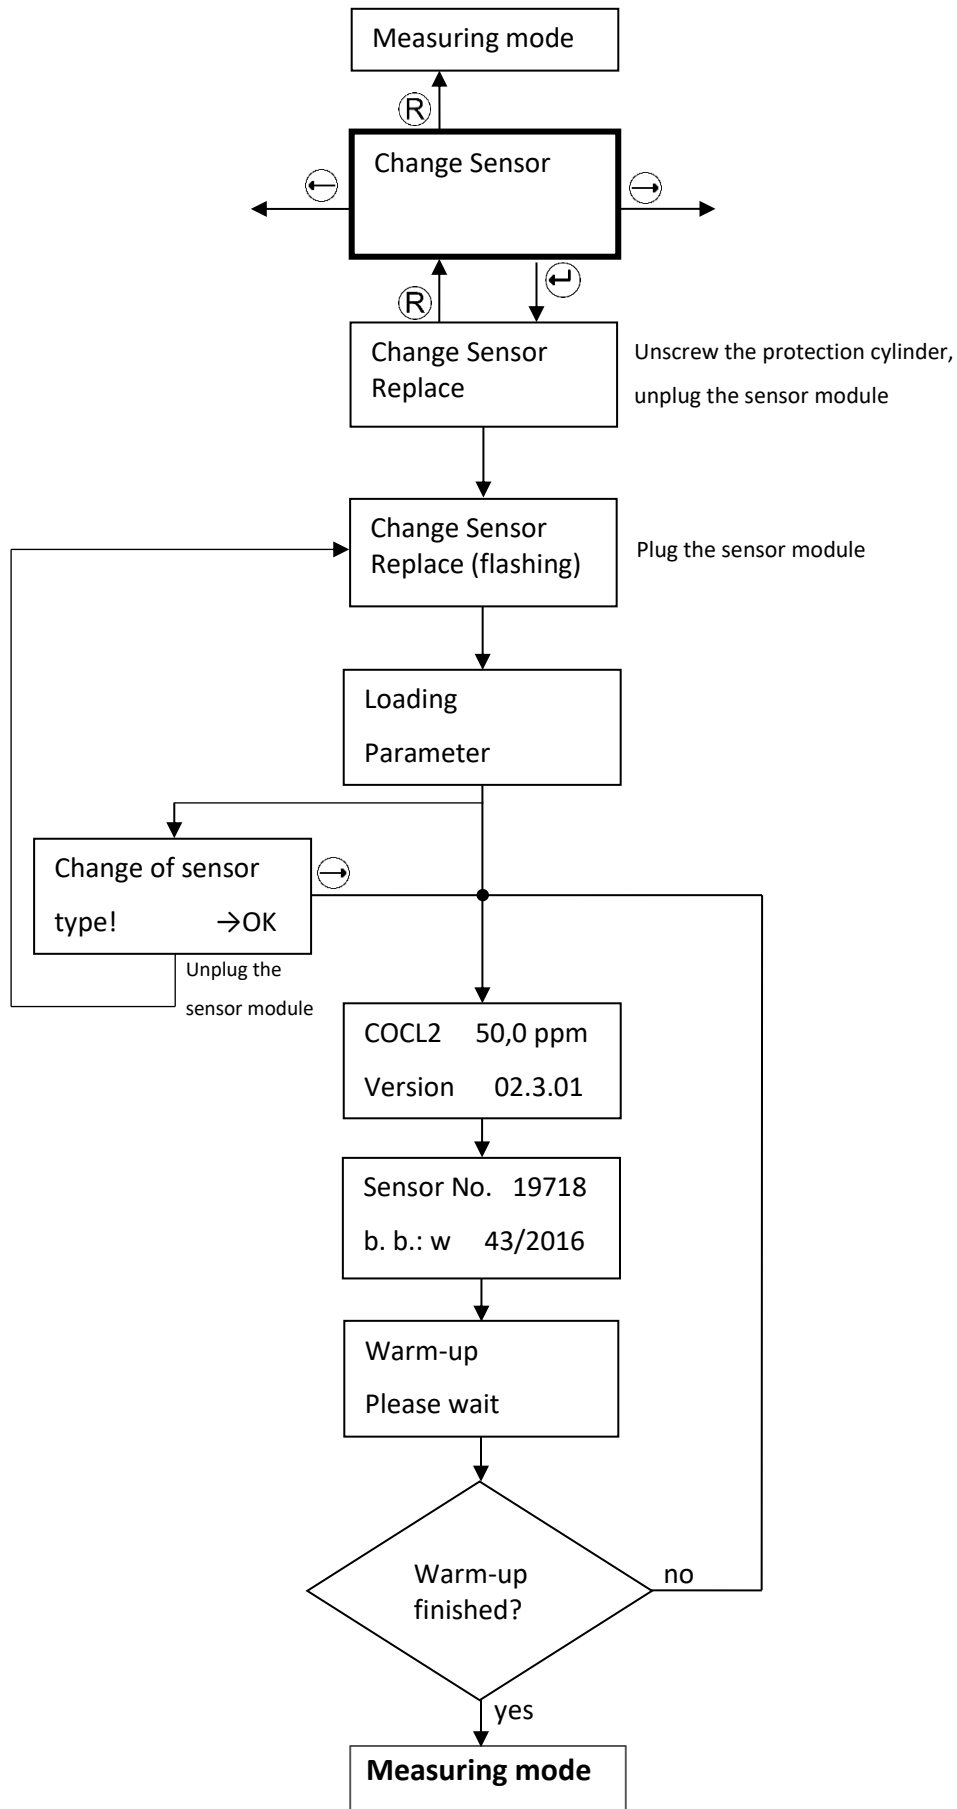 Measuring mode
R
Change Sensor
←
→
R
↵
Change Sensor
Replace
Unscrew the protection cylinder,
unplug the sensor module
Change Sensor
Replace (flashing)
Plug the sensor module
Loading
Parameter
Change of sensor
type! →OK
→
Unplug the
sensor module
COCL2 50,0 ppm
Version 02.3.01
Sensor No. 19718
b. b.: w 43/2016
Warm-up
Please wait
Warm-up
finished?
no
yes
Measuring mode